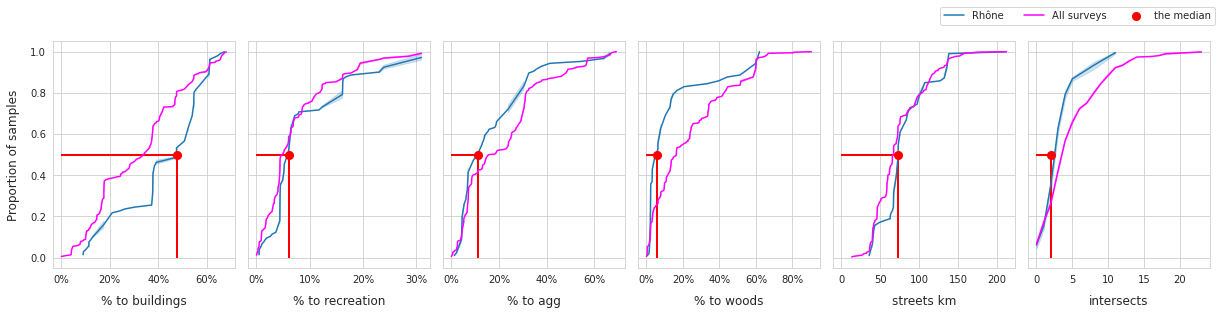 Rhône All surveys the median
Proportion of samples
1.0
0.8
0.6
0.4
0.2
0.0
0% 20% 40% 60%
0% 10% 20% 30%
0% 20% 40% 60%
0% 20% 40% 60% 80%
0 50 100 150 200
0 5 10 15 20
% to buildings
% to recreation
% to agg
% to woods
streets km
intersects